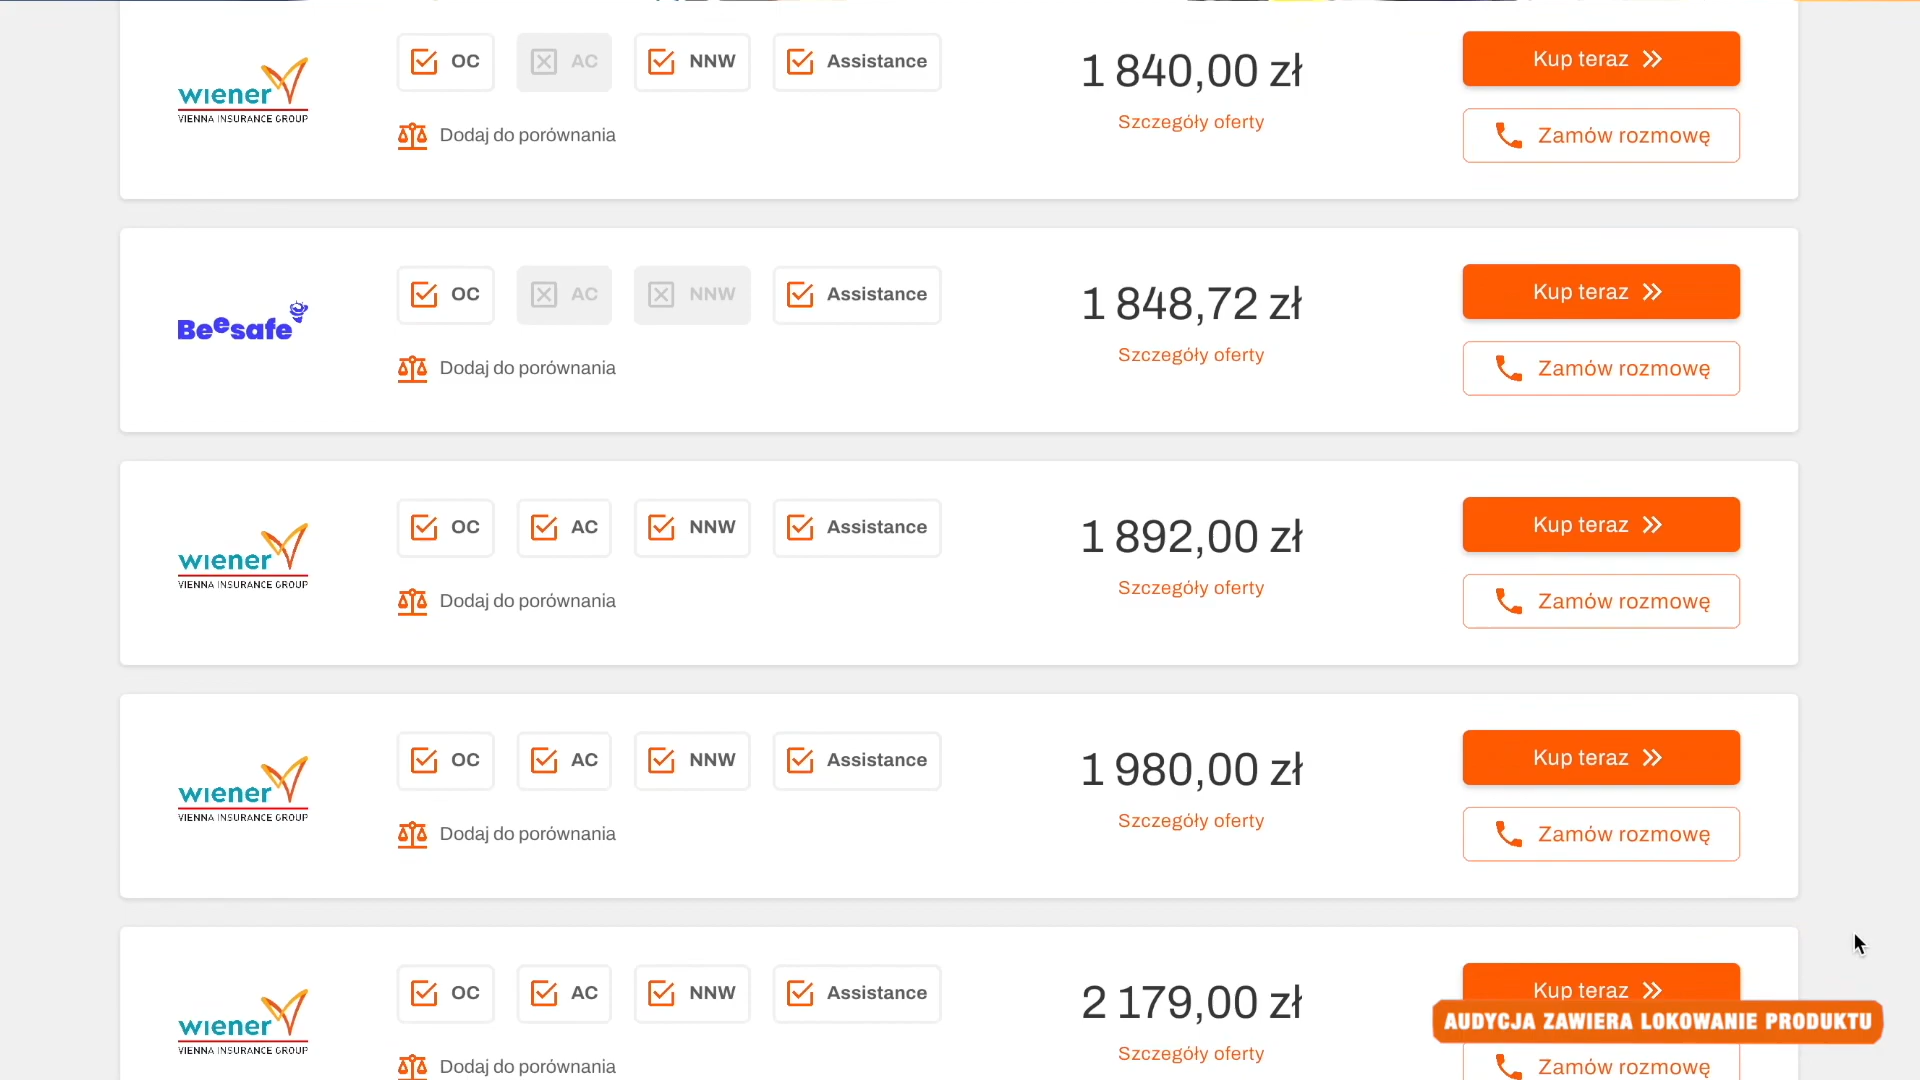 OC AC NNW Assistance
1 840,00 zł
Kup teraz
wiener
VIENNA INSURANCE GROUP
Dodaj do porównania
Szczegóły oferty
Zamów rozmowę
OC AC NNW Assistance
1 848,72 zł
Kup teraz
Beesafe
Dodaj do porównania
Szczegóły oferty
Zamów rozmowę
OC AC NNW Assistance
1 892,00 zł
Kup teraz
wiener
VIENNA INSURANCE GROUP
Dodaj do porównania
Szczegóły oferty
Zamów rozmowę
OC AC NNW Assistance
1 980,00 zł
Kup teraz
wiener
VIENNA INSURANCE GROUP
Dodaj do porównania
Szczegóły oferty
Zamów rozmowę
OC AC NNW Assistance
2 179,00 zł
Kup teraz
AUDYCJA ZAWIERA LOKOWANIE PRODUKTU
wiener
VIENNA INSURANCE GROUP
Dodaj do porównania
Szczegóły oferty
Zamów rozmowę